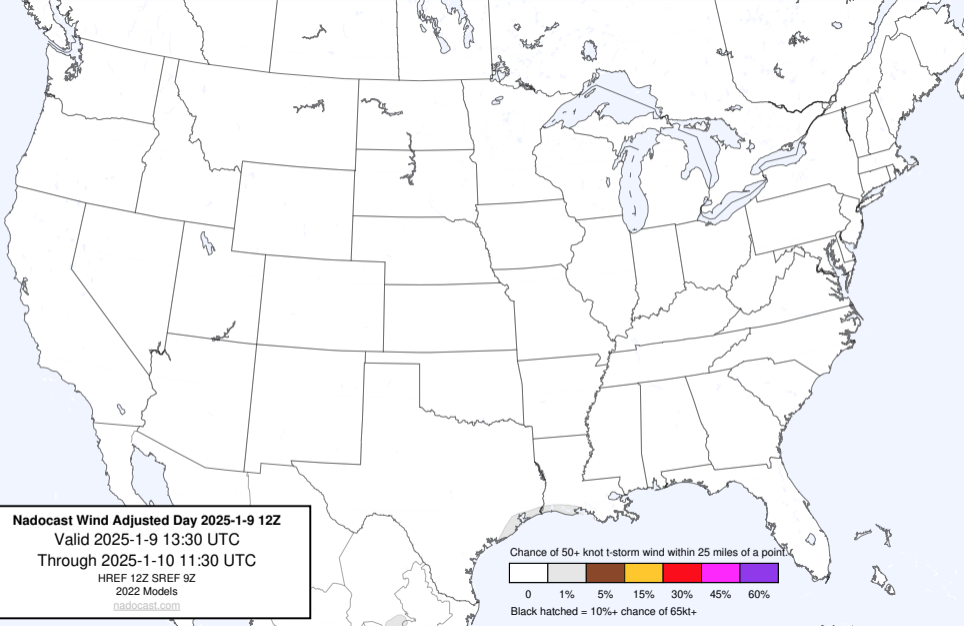 Nadocast Wind Adjusted Day 2025-1-9 12Z
Valid 2025-1-9 13:30 UTC
Through 2025-1-10 11:30 UTC
HREF 12Z SREF 9Z
2022 Models
nadocast.com
Chance of 50+ knot t-storm wind within 25 miles of a point.
0 1% 5% 15% 30% 45% 60%
Black hatched = 10%+ chance of 65kt+